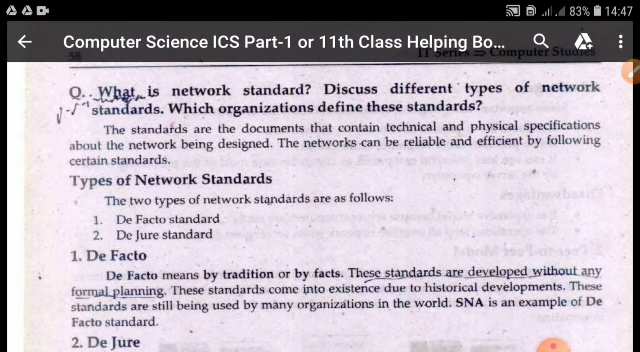 83% 14:47
Computer Science ICS Part-1 or 11th Class Helping Bo...
58 IT Series ⇒ Computer Studies
Q. What is network standard? Discuss different types of network
standards. Which organizations define these standards?
The standards are the documents that contain technical and physical specifications
about the network being designed. The networks can be reliable and efficient by following
certain standards.
Types of Network Standards
The two types of network standards are as follows:
1. De Facto standard
2. De Jure standard
1. De Facto
De Facto means by tradition or by facts. These standards are developed without any
formal planning. These standards come into existence due to historical developments. These
standards are still being used by many organizations in the world. SNA is an example of De
Facto standard.
2. De Jure